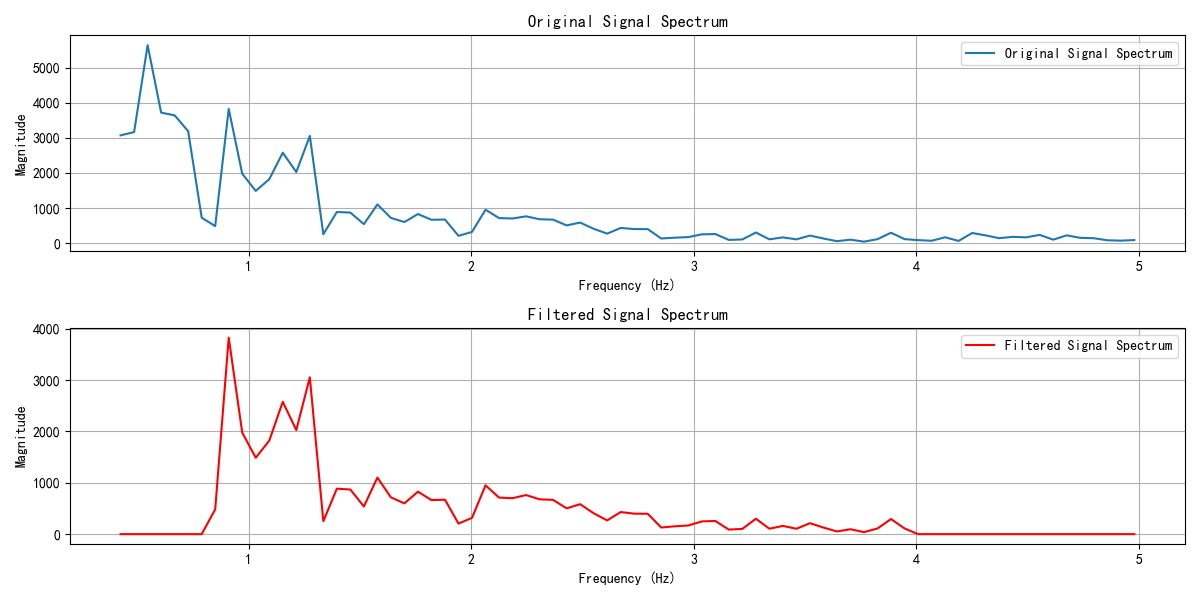 Original Signal Spectrum
Original Signal Spectrum
Magnitude
5000
4000
3000
2000
1000
0
1
2
3
4
5
Frequency (Hz)
Filtered Signal Spectrum
Filtered Signal Spectrum
Magnitude
4000
3000
2000
1000
0
1
2
3
4
5
Frequency (Hz)